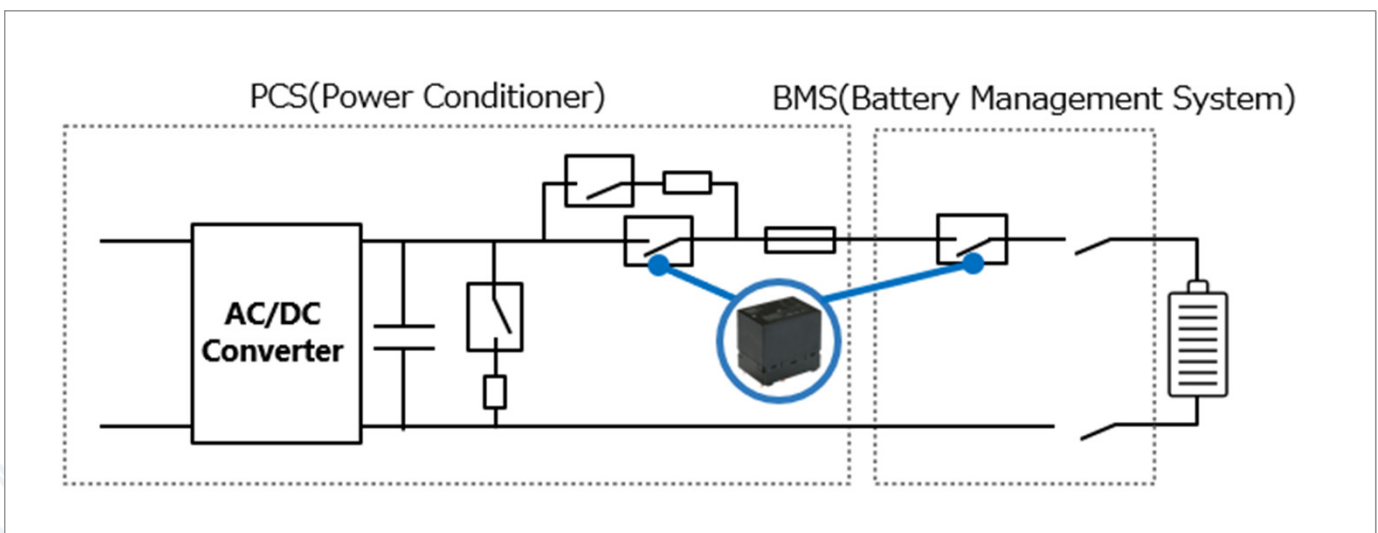 PCS(Power Conditioner)
BMS(Battery Management System)
AC/DC
Converter